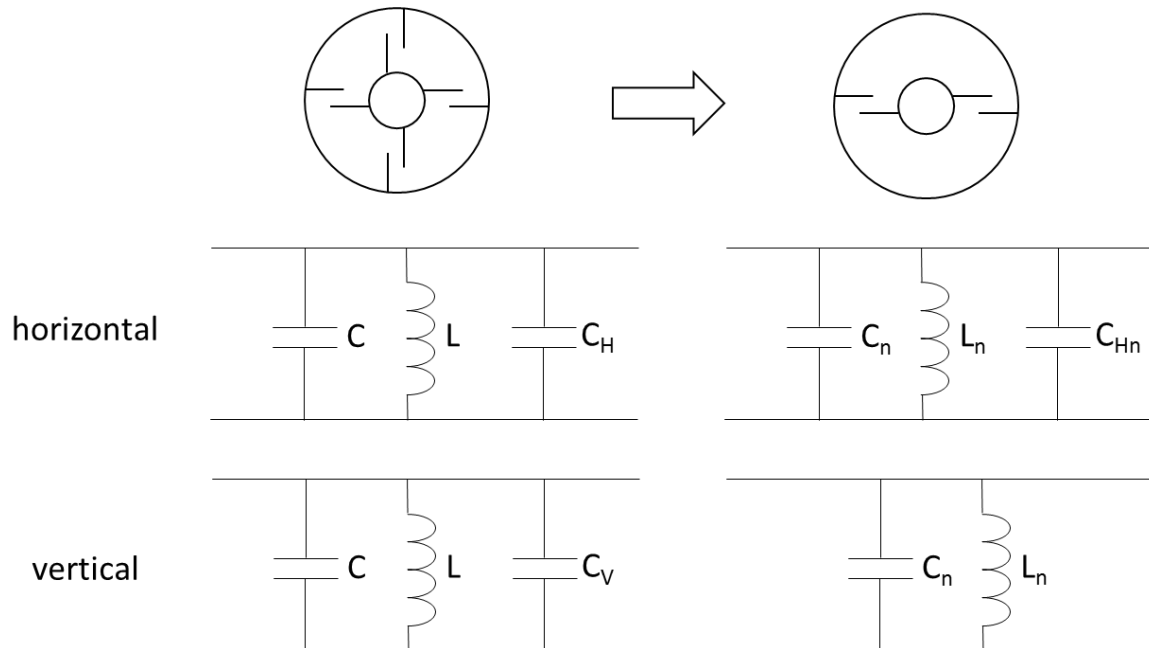 horizontal
C L C_H
C_n L_n C_Hn
vertical
C L C_V
C_n L_n